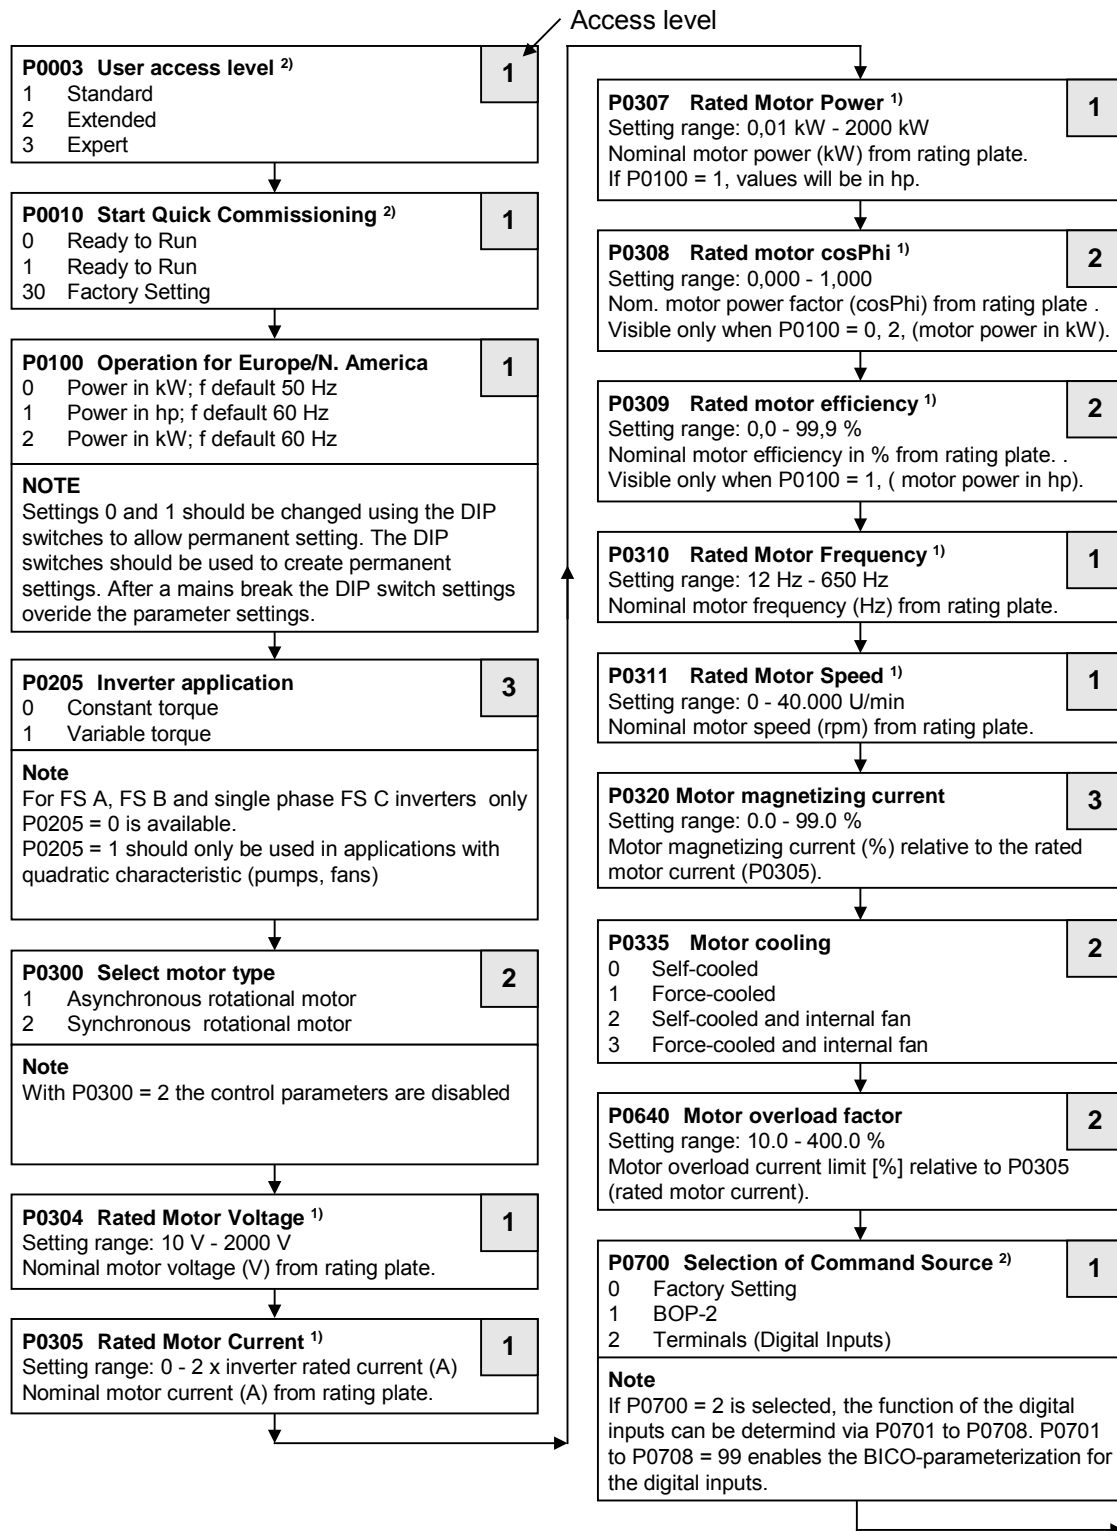 Access level
P0003 User access level 2)
1
1 Standard
2 Extended
3 Expert
P0010 Start Quick Commissioning 2)
1
0 Ready to Run
1 Ready to Run
30 Factory Setting
P0100 Operation for Europe/N. America
1
0 Power in kW; f default 50 Hz
1 Power in hp; f default 60 Hz
2 Power in kW; f default 60 Hz
NOTE
Settings 0 and 1 should be changed using the DIP
switches to allow permanent setting. The DIP
switches should be used to create permanent
settings. After a mains break the DIP switch settings
overide the parameter settings.
P0205 Inverter application
3
0 Constant torque
1 Variable torque
Note
For FS A, FS B and single phase FS C inverters only
P0205 = 0 is available.
P0205 = 1 should only be used in applications with
quadratic characteristic (pumps, fans)
P0300 Select motor type
2
1 Asynchronous rotational motor
2 Synchronous rotational motor
Note
With P0300 = 2 the control parameters are disabled
P0304 Rated Motor Voltage 1)
1
Setting range: 10 V - 2000 V
Nominal motor voltage (V) from rating plate.
P0305 Rated Motor Current 1)
1
Setting range: 0 - 2 x inverter rated current (A)
Nominal motor current (A) from rating plate.
P0307 Rated Motor Power 1)
1
Setting range: 0,01 kW - 2000 kW
Nominal motor power (kW) from rating plate.
If P0100 = 1, values will be in hp.
P0308 Rated motor cosPhi 1)
2
Setting range: 0,000 - 1,000
Nom. motor power factor (cosPhi) from rating plate .
Visible only when P0100 = 0, 2, (motor power in kW).
P0309 Rated motor efficiency 1)
2
Setting range: 0,0 - 99,9 %
Nominal motor efficiency in % from rating plate. .
Visible only when P0100 = 1, ( motor power in hp).
P0310 Rated Motor Frequency 1)
1
Setting range: 12 Hz - 650 Hz
Nominal motor frequency (Hz) from rating plate.
P0311 Rated Motor Speed 1)
1
Setting range: 0 - 40.000 U/min
Nominal motor speed (rpm) from rating plate.
P0320 Motor magnetizing current
3
Setting range: 0.0 - 99.0 %
Motor magnetizing current (%) relative to the rated
motor current (P0305).
P0335 Motor cooling
2
0 Self-cooled
1 Force-cooled
2 Self-cooled and internal fan
3 Force-cooled and internal fan
P0640 Motor overload factor
2
Setting range: 10.0 - 400.0 %
Motor overload current limit [%] relative to P0305
(rated motor current).
P0700 Selection of Command Source 2)
1
0 Factory Setting
1 BOP-2
2 Terminals (Digital Inputs)
Note
If P0700 = 2 is selected, the function of the digital
inputs can be determind via P0701 to P0708. P0701
to P0708 = 99 enables the BICO-parameterization for
the digital inputs.